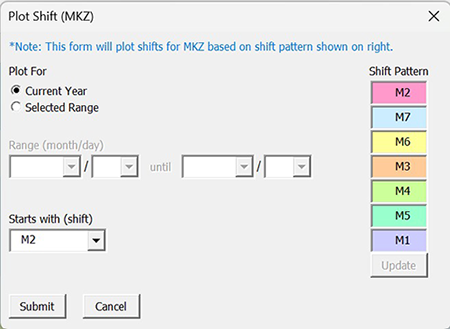 Plot Shift (MKZ)
*Note: This form will plot shifts for MKZ based on shift pattern shown on right.
Plot For
Current Year
Selected Range
Range (month/day)
/ until /
Starts with (shift)
M2
Submit Cancel
Shift Pattern
M2
M7
M6
M3
M4
M5
M1
Update